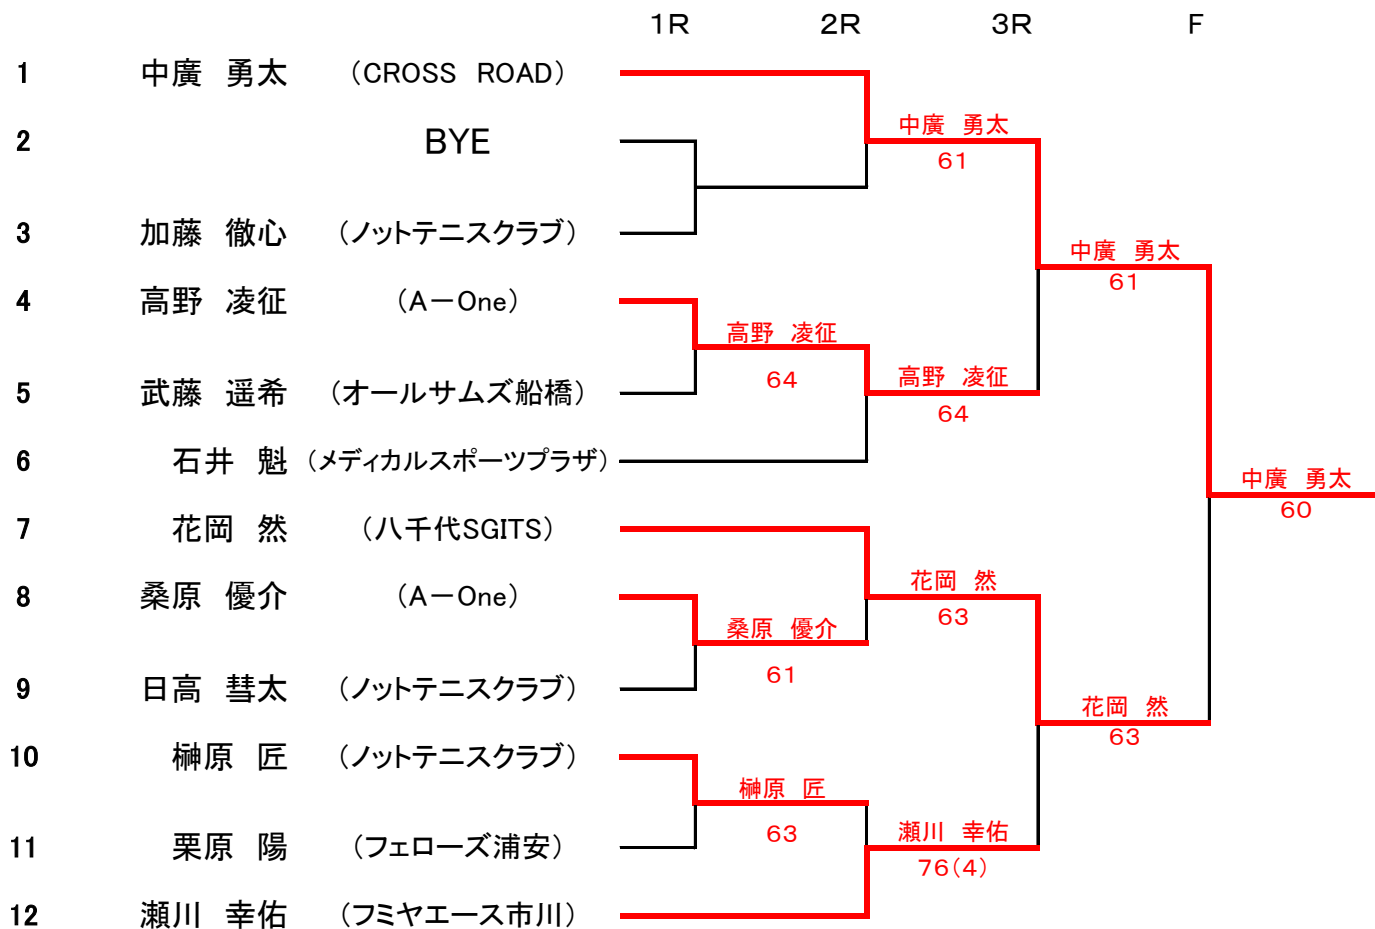 1R 2R 3R F
1 中廣 勇太 （CROSS ROAD）
中廣 勇太
2 BYE
61
3 加藤 徹心 （ノットテニスクラブ）
中廣 勇太
61
4 高野 凌征 （A－One）
高野 凌征
64
高野 凌征
64
5 武藤 遥希 （オールサムズ船橋）
6 石井 魁 （メディカルスポーツプラザ）
中廣 勇太
60
7 花岡 然 （八千代SGITS）
花岡 然
63
8 桑原 優介 （A－One）
桑原 優介
61
9 日高 彗太 （ノットテニスクラブ）
花岡 然
63
10 榊原 匠 （ノットテニスクラブ）
榊原 匠
63
瀬川 幸佑
76(4)
11 栗原 陽 （フェローズ浦安）
12 瀬川 幸佑 （フミヤエース市川）